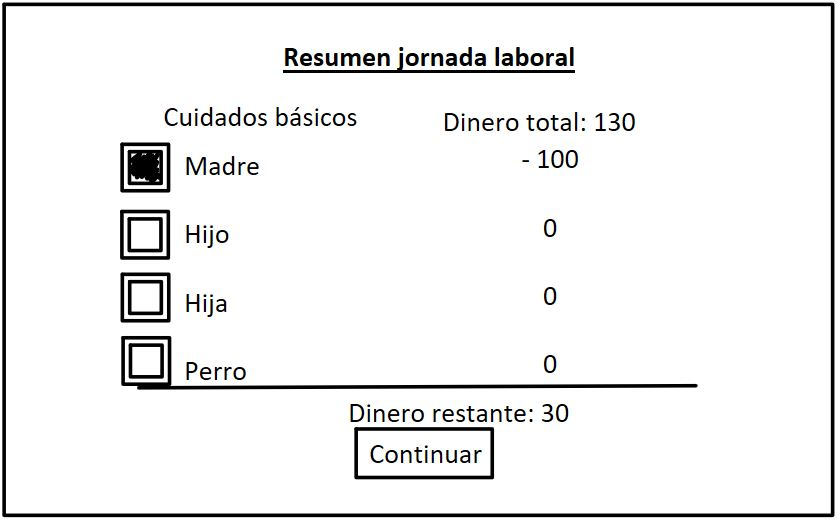 Resumen jornada laboral
Cuidados básicos
Dinero total: 130
Madre
- 100
Hijo
0
Hija
0
Perro
0
Dinero restante: 30
Continuar